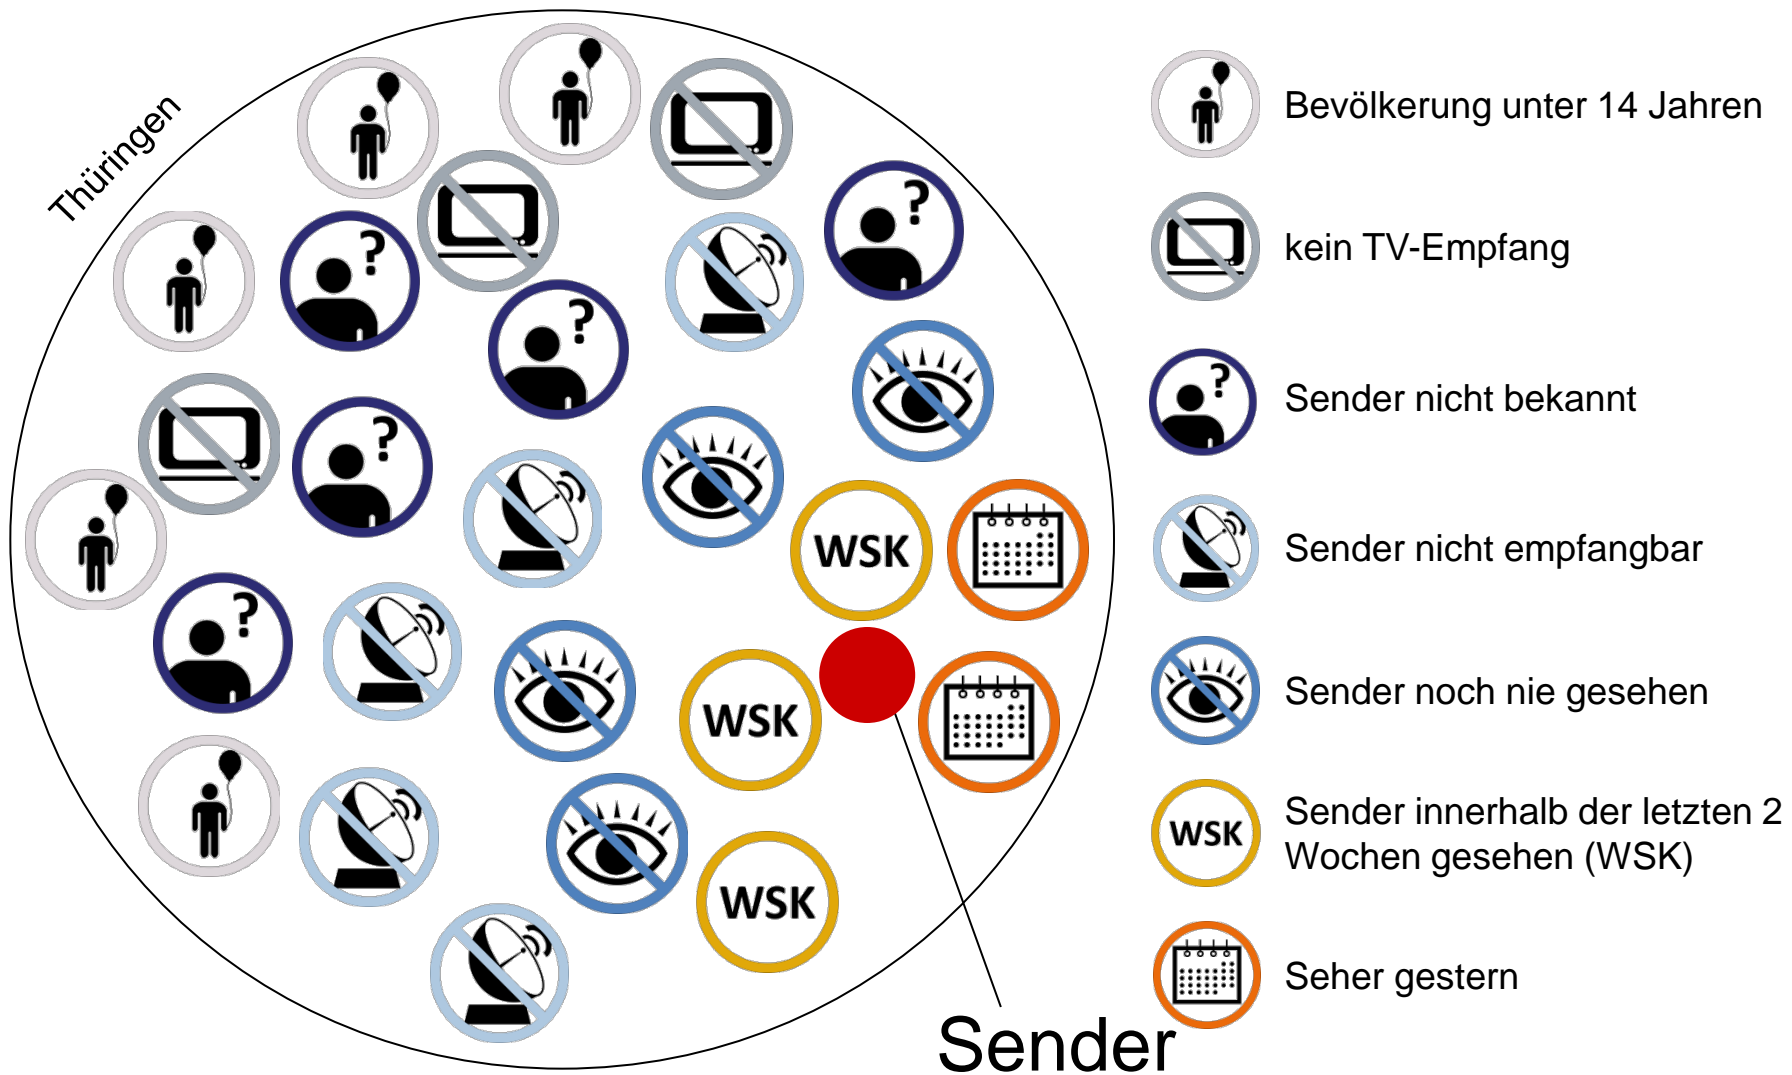 Thüringen
?
?
?
?
?
WSK
WSK
WSK
Sender
Bevölkerung unter 14 Jahren
kein TV-Empfang
?
Sender nicht bekannt
Sender nicht empfangbar
Sender noch nie gesehen
WSK
Sender innerhalb der letzten 2
Wochen gesehen (WSK)
Seher gestern